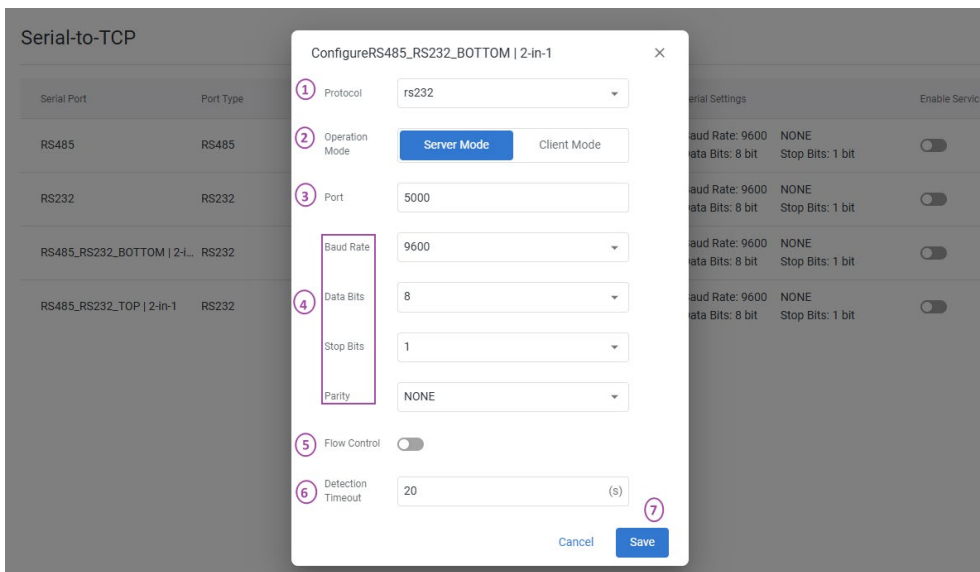 Serial-to-TCP
ConfigureRS485_RS232_BOTTOM | 2-in-1
Serial Port Port Type erial Settings Enable Servic
1 Protocol rs232
RS485 RS485 aud Rate: 9600 NONE
ata Bits: 8 bit Stop Bits: 1 bit
2 Operation Mode Server Mode Client Mode
RS232 RS232 aud Rate: 9600 NONE
ata Bits: 8 bit Stop Bits: 1 bit
3 Port 5000
RS485_RS232_BOTTOM | 2-i... RS232 aud Rate: 9600 NONE
ata Bits: 8 bit Stop Bits: 1 bit
Baud Rate 9600
RS485_RS232_TOP | 2-in-1 RS232 aud Rate: 9600 NONE
ata Bits: 8 bit Stop Bits: 1 bit
4 Data Bits 8
Stop Bits 1
Parity NONE
5 Flow Control
6 Detection Timeout 20 (s)
7
Cancel Save